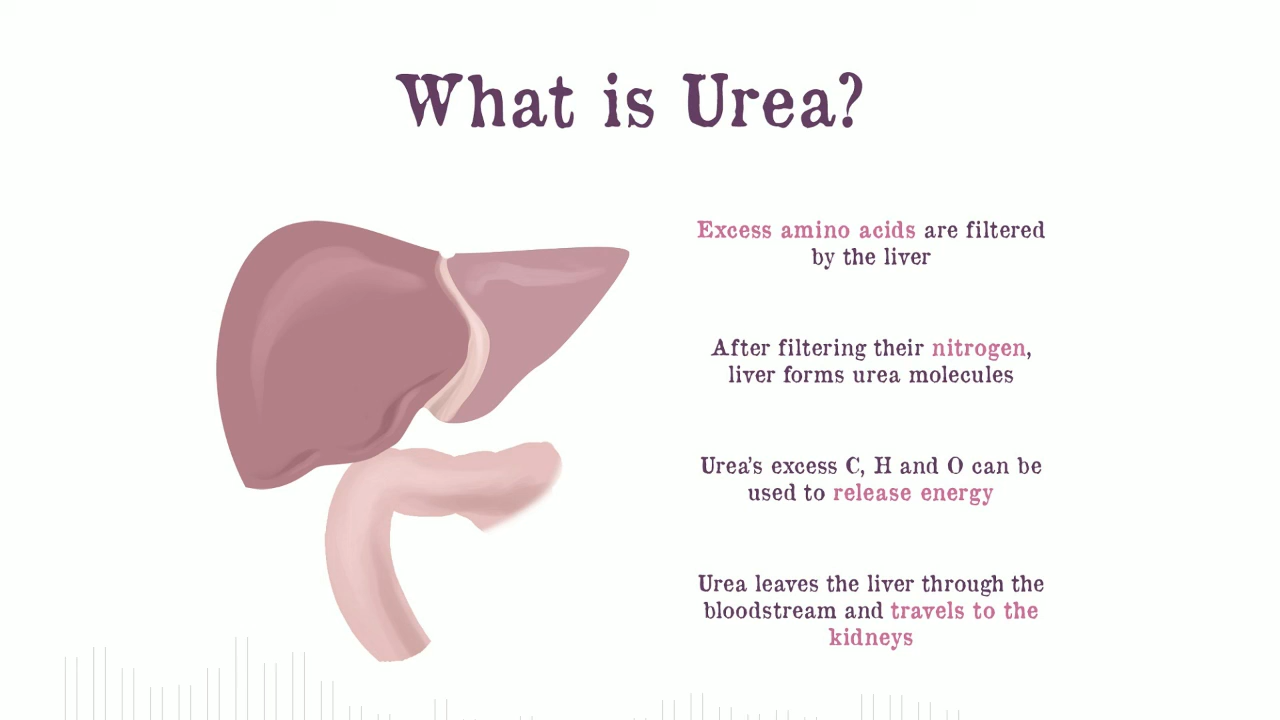 What is Urea?
Excess amino acids are filtered
by the liver
After filtering their nitrogen,
liver forms urea molecules
Urea's excess C, H and O can be
used to release energy
Urea leaves the liver through the
bloodstream and travels to the
kidneys